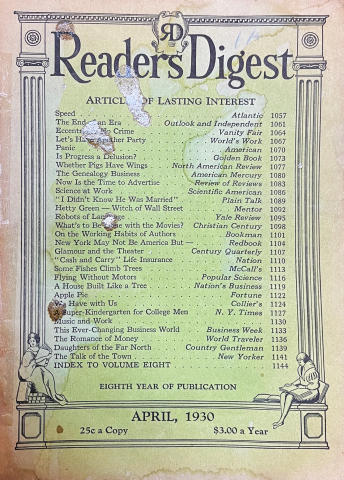 RD
Reader's Digest
ARTICLES OF LASTING INTEREST
Speed Atlantic 1057
The End of an Era Outlook and Independent 1061
Eccentric Crime Vanity Fair 1064
Let's Have Another Party World's Work 1067
Panic American 1070
Is Progress a Delusion? Golden Book 1073
Whether Pigs Have Wings North American Review 1077
The Genealogy Business American Mercury 1080
Now Is the Time to Advertise Review of Reviews 1083
Science at Work Scientific American 1086
"I Didn't Know He Was Married" Plain Talk 1089
Hetty Green — Witch of Wall Street Mentor 1092
Robots of Yale Review 1095
What's to Be Done with the Movies? Christian Century 1098
On the Working Habits of Authors Bookman 1101
New York May Not Be America But — Redbook 1104
Glamour and the Theater Century Quarterly 1107
"Cash and Carry" Life Insurance Nation 1110
Some Fishes Climb Trees McCall's 1113
Flying Without Motors Popular Science 1116
A House Built Like a Tree Nation's Business 1119
Apple Pie Fortune 1122
We Have with Us Collier's 1124
A Super-Kindergarten for College Men N. Y. Times 1127
Music and Work 1130
This Ever-Changing Business World Business Week 1133
The Romance of Money World Traveler 1136
Daughters of the Far North Country Gentleman 1139
The Talk of the Town New Yorker 1141
INDEX TO VOLUME EIGHT 1144
EIGHTH YEAR OF PUBLICATION
APRIL, 1930
25c a Copy $3.00 a Year